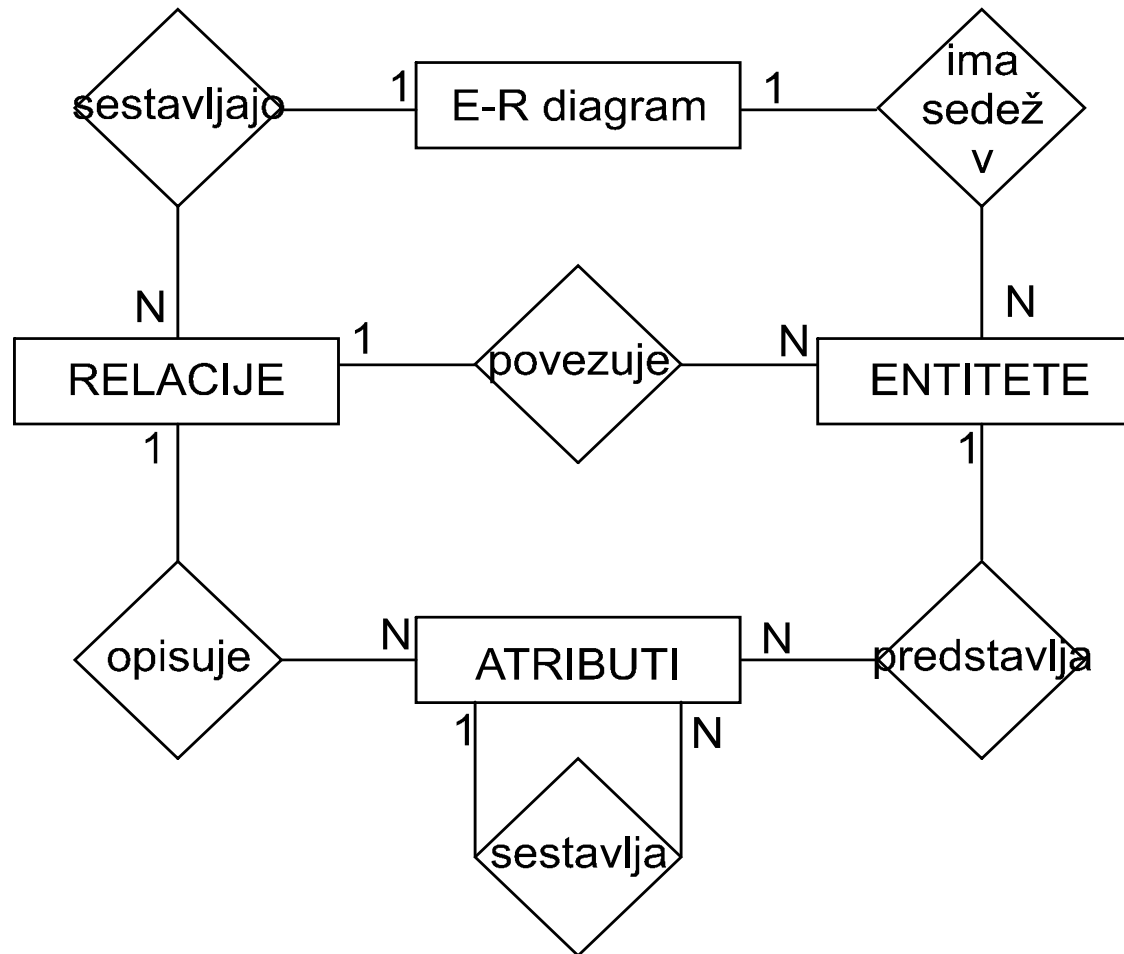 ima
sestavljajo 1 E-R diagram 1 sedež
v
N N
1 povezuje N
RELACIJE ENTITETE
1 1
opisuje N ATRIBUTI N predstavlja
1 N
sestavlja